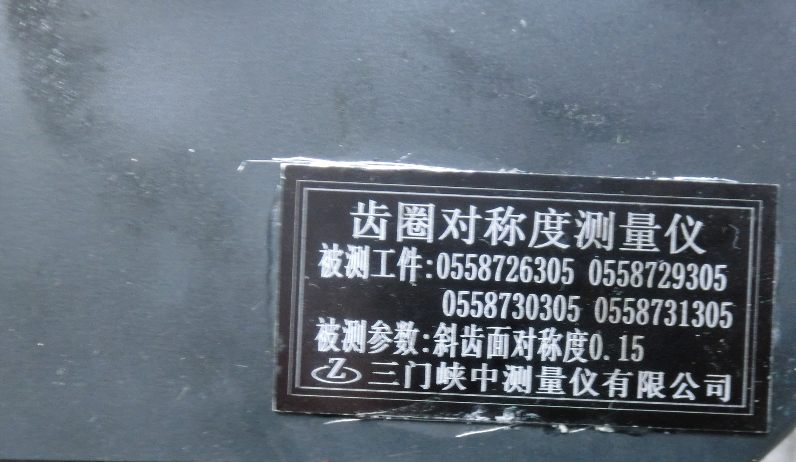 齿圈对称度测量仪
被测工件:0558726305 0558729305
0558730305 0558731305
被测参数:斜齿面对称度0.15
Z 三门峡中测量仪有限公司